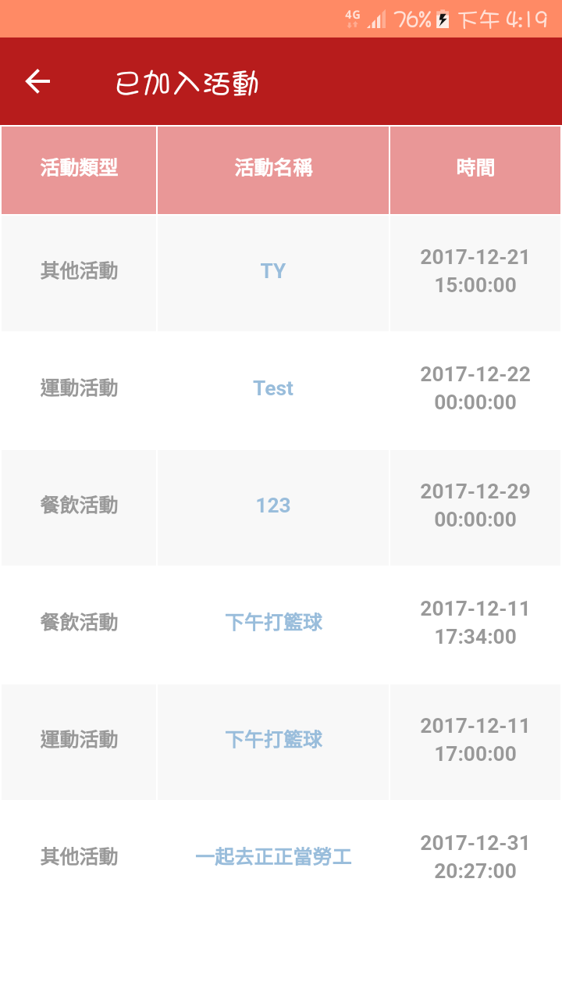 4G 76% 下午 4:19
已加入活動
活動類型 活動名稱 時間
其他活動 TY 2017-12-21
15:00:00
運動活動 Test 2017-12-22
00:00:00
餐飲活動 123 2017-12-29
00:00:00
餐飲活動 下午打籃球 2017-12-11
17:34:00
運動活動 下午打籃球 2017-12-11
17:00:00
其他活動 一起去正正當勞工 2017-12-31
20:27:00